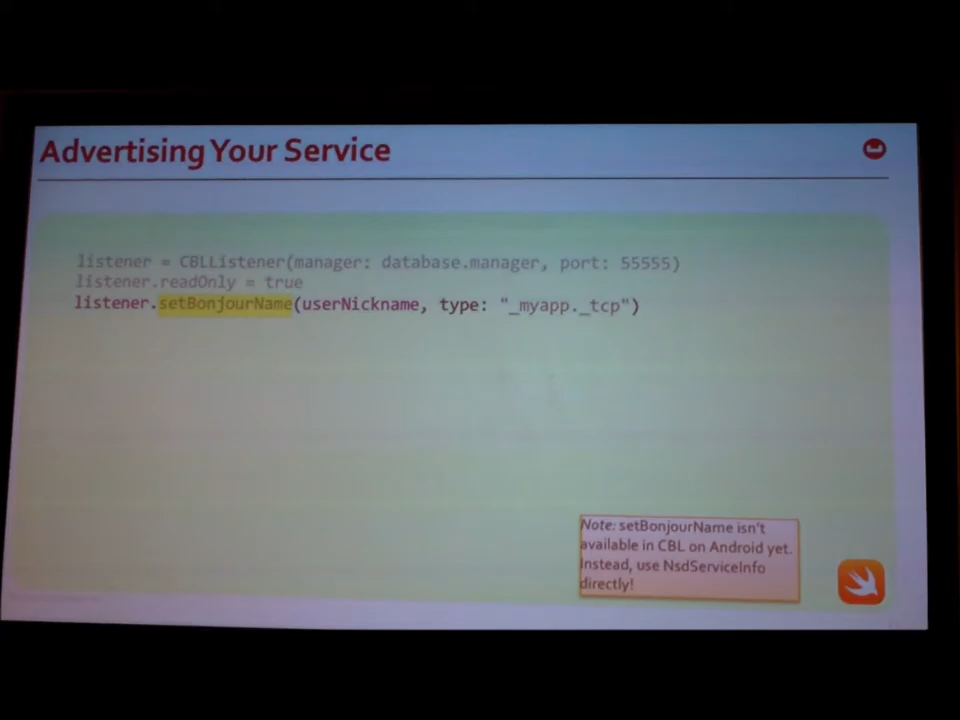 Advertising Your Service
listener = CBLListener(manager: database.manager, port: 55555)
listener.readOnly = true
listener.setBonjourName(userNickname, type: "_myapp._tcp")
Note: setBonjourName isn't
available in CBL on Android yet.
Instead, use NsdServiceInfo
directly!